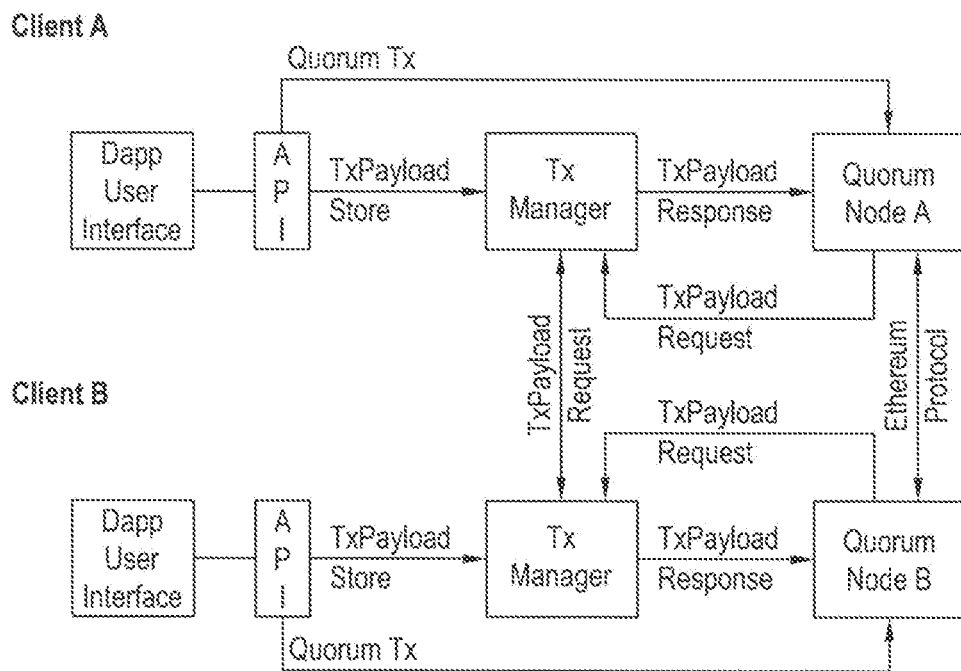 Client A
Quorum Tx
Dapp
User
Interface
A
P
I
TxPayload
Store
Tx
Manager
TxPayload
Response
Quorum
Node A
TxPayload
Request
TxPayload
Request
Ethereum
Protocol
Client B
TxPayload
Request
Dapp
User
Interface
A
P
I
TxPayload
Store
Tx
Manager
TxPayload
Response
Quorum
Node B
Quorum Tx